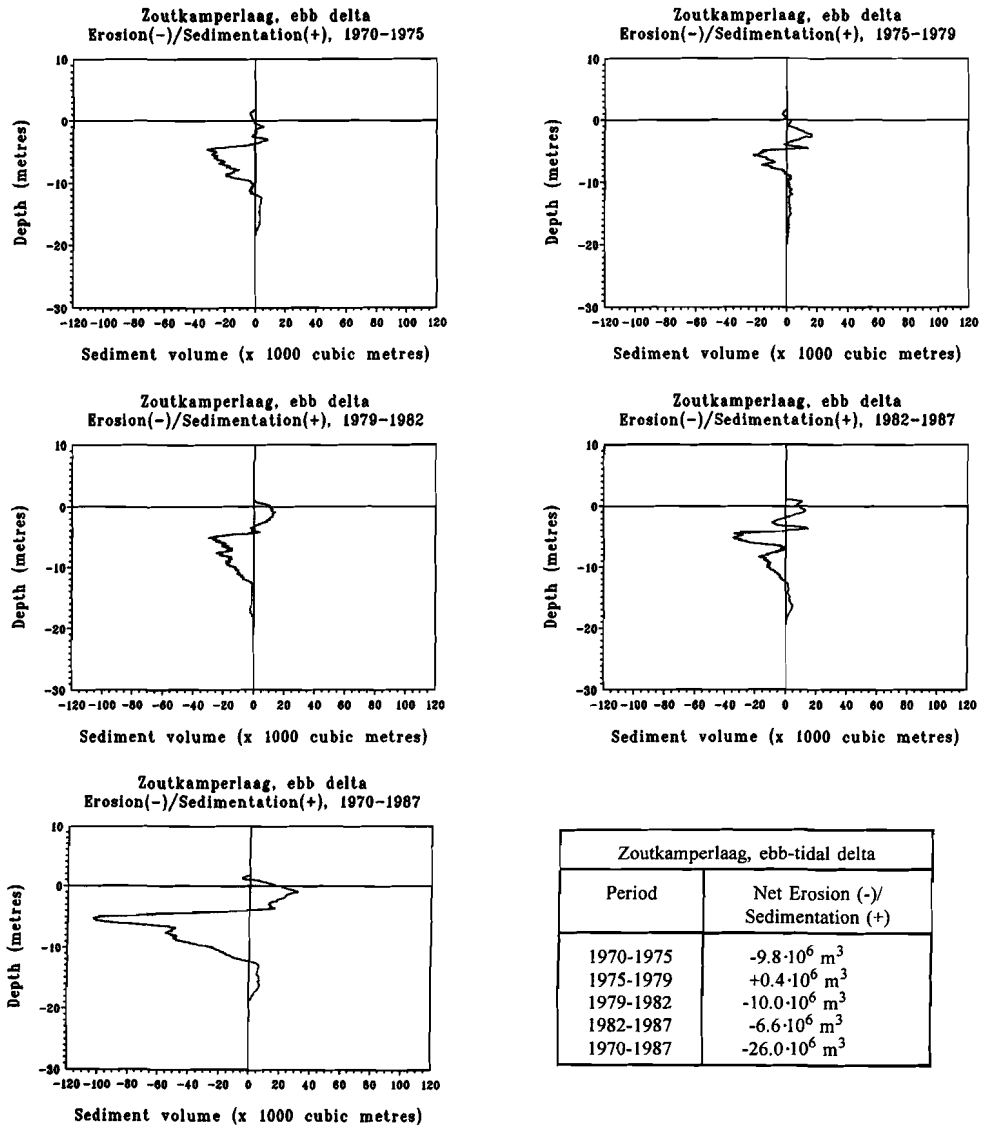 Zoutkamperlaag, ebb delta
Erosion(-)/Sedimentation(+), 1970-1975
10
0
-10
-20
-30
Depth (metres)
-120 -100 -80 -60 -40 -20 0 20 40 60 80 100 120
Sediment volume (x 1000 cubic metres)
Zoutkamperlaag, ebb delta
Erosion(-)/Sedimentation(+), 1975-1979
10
0
-10
-20
-30
Depth (metres)
-120 -100 -80 -60 -40 -20 0 20 40 60 80 100 120
Sediment volume (x 1000 cubic metres)
Zoutkamperlaag, ebb delta
Erosion(-)/Sedimentation(+), 1979-1982
10
0
-10
-20
-30
Depth (metres)
-120 -100 -80 -60 -40 -20 0 20 40 60 80 100 120
Sediment volume (x 1000 cubic metres)
Zoutkamperlaag, ebb delta
Erosion(-)/Sedimentation(+), 1982-1987
10
0
-10
-20
-30
Depth (metres)
-120 -100 -80 -60 -40 -20 0 20 40 60 80 100 120
Sediment volume (x 1000 cubic metres)
Zoutkamperlaag, ebb delta
Erosion(-)/Sedimentation(+), 1970-1987
10
0
-10
-20
-30
Depth (metres)
-120 -100 -80 -60 -40 -20 0 20 40 60 80 100 120
Sediment volume (x 1000 cubic metres)
Zoutkamperlaag, ebb-tidal delta
Period Net Erosion (-)/
Sedimentation (+)
1970-1975 -9.8·10⁶ m³
1975-1979 +0.4·10⁶ m³
1979-1982 -10.0·10⁶ m³
1982-1987 -6.6·10⁶ m³
1970-1987 -26.0·10⁶ m³